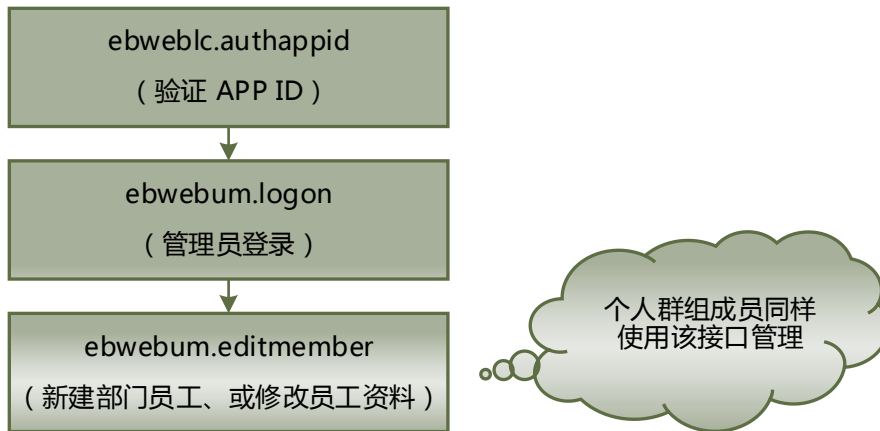 ebweblc.authappid
（验证 APP ID）
ebwebum.logon
（管理员登录）
ebwebum.editmember
（新建部门员工、或修改员工资料）
个人群组成员同样
使用该接口管理